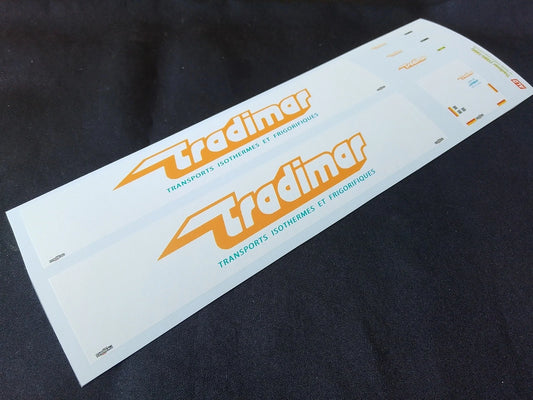 Tradimar
TRANSPORTS ISOTHERMES ET FRIGORIFIQUES
Tradimar
TRANSPORTS ISOTHERMES ET FRIGORIFIQUES